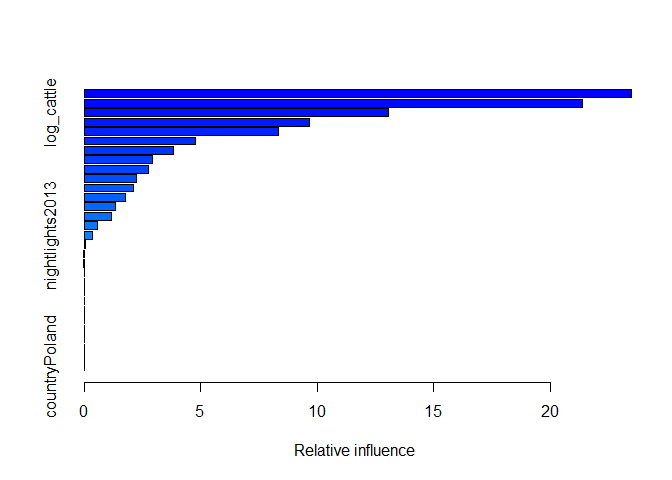 log_cattle
nightlights2013
countryPoland
0 5 10 15 20
Relative influence